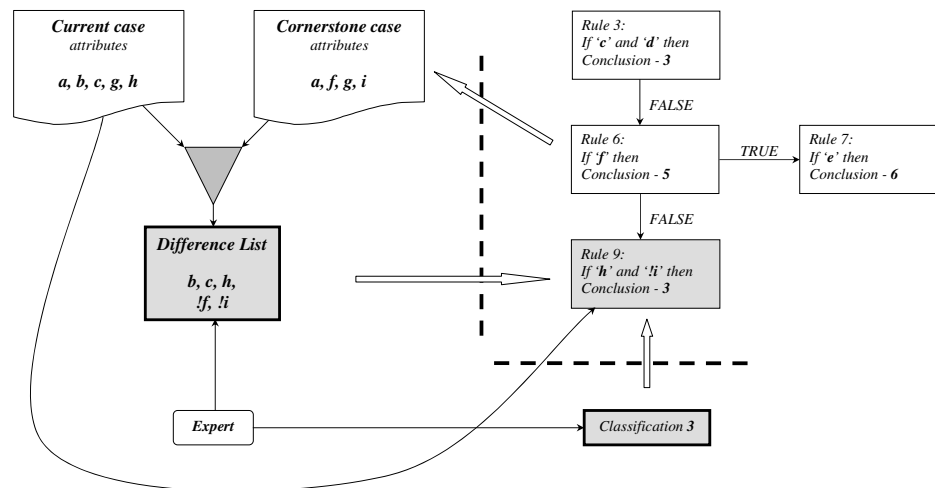 Current case
attributes
a, b, c, g, h
Cornerstone case
attributes
a, f, g, i
Rule 3:
If ‘c’ and ‘d’ then
Conclusion - 3
FALSE
Rule 6:
If ‘f’ then
Conclusion - 5
TRUE
Rule 7:
If ‘e’ then
Conclusion - 6
FALSE
Difference List
b, c, h,
!f, !i
Rule 9:
If ‘h’ and ‘!i’ then
Conclusion - 3
Expert
Classification 3